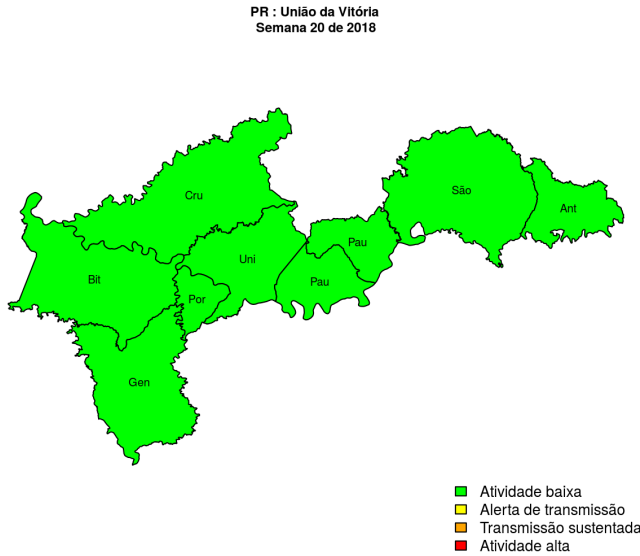 PR : União da Vitória
Semana 20 de 2018
Cru
São
Ant
Pau
Uni
Bit
Pau
Por
Gen
Atividade baixa
Alerta de transmissão
Transmissão sustentada
Atividade alta